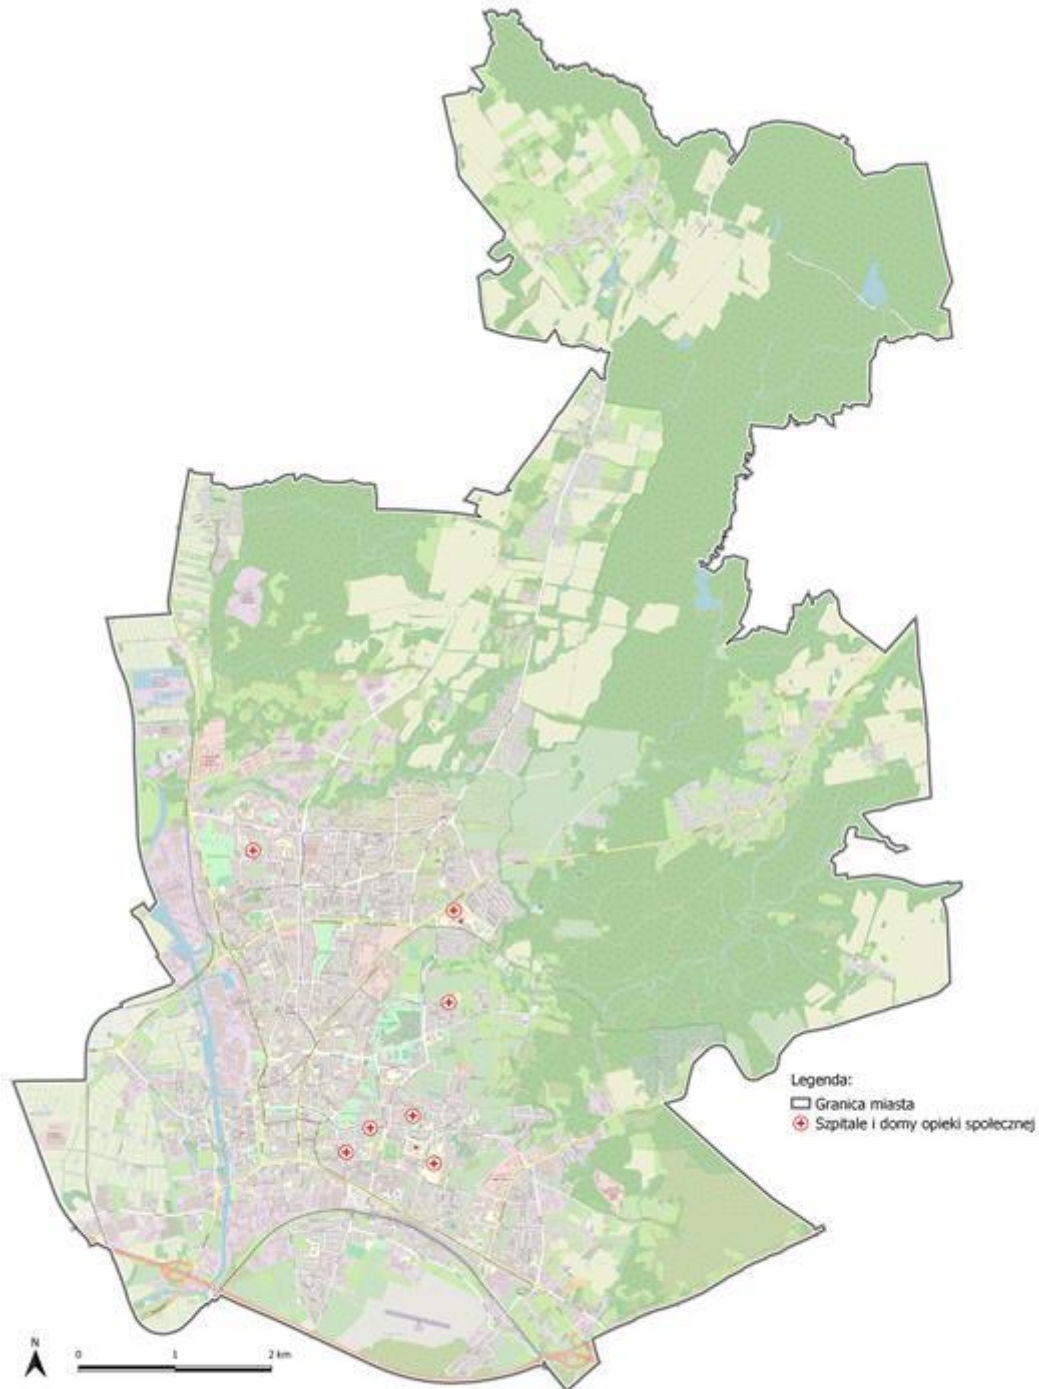 Legenda:
Granica miasta
Szpitale i domy opieki społecznej
N
0 1 2 km